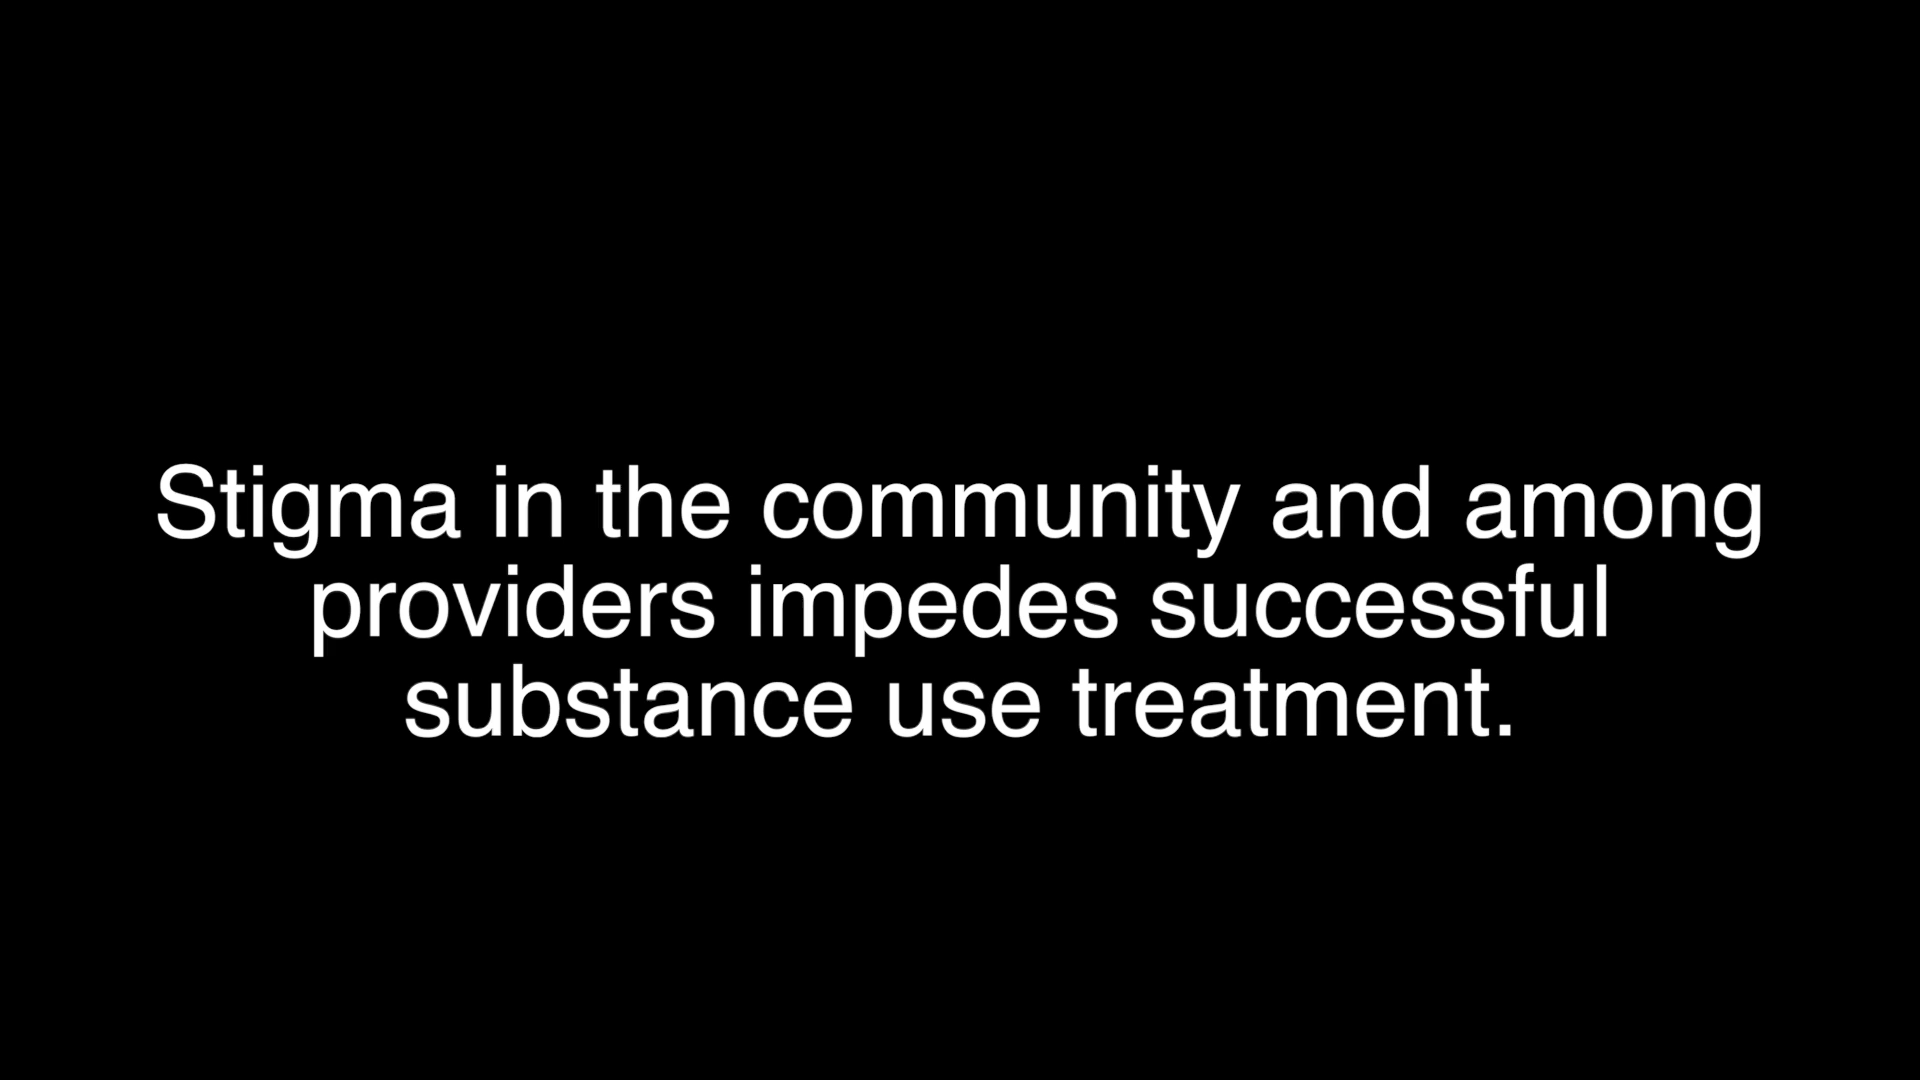 Stigma in the community and among
providers impedes successful
substance use treatment.